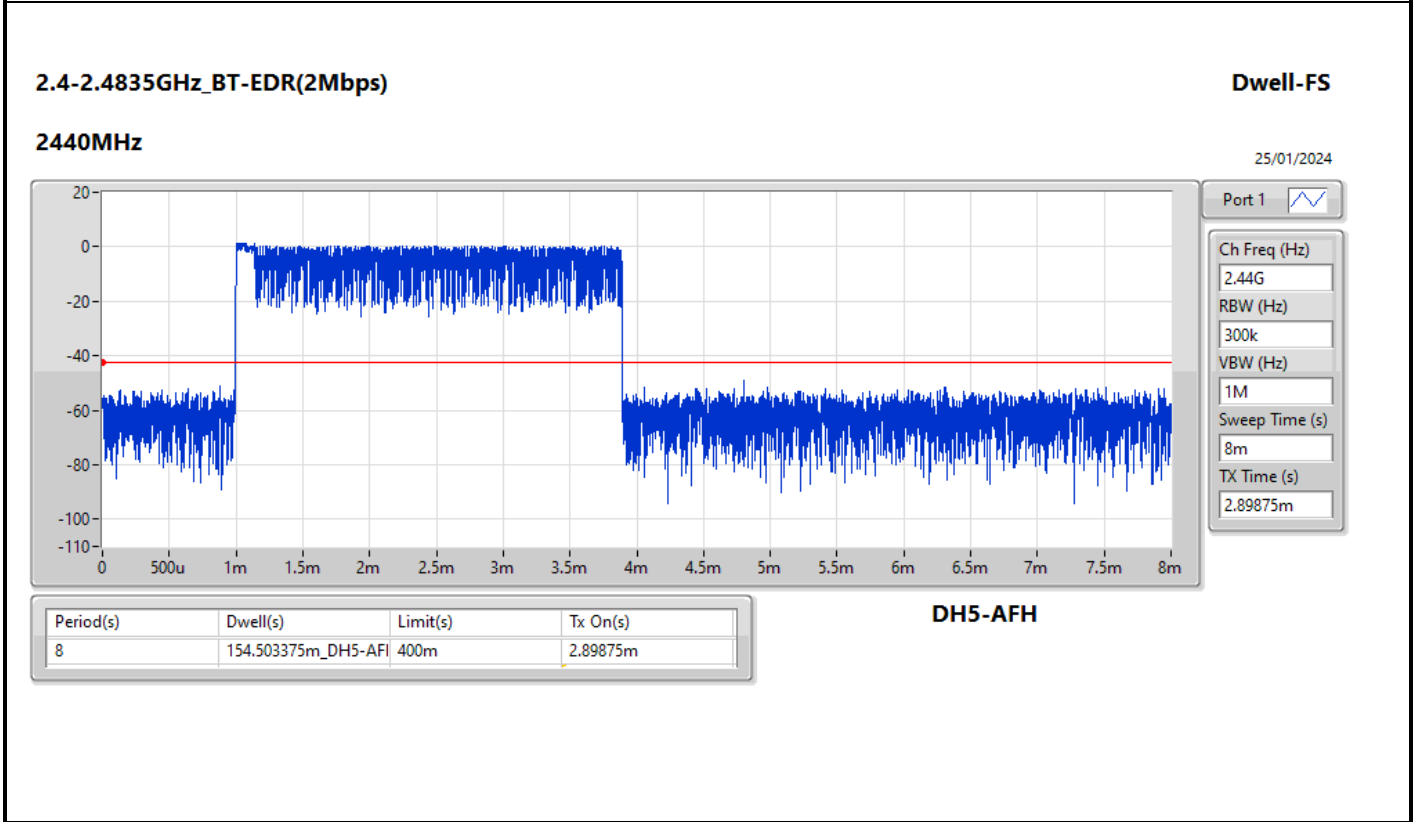 2.4-2.4835GHz_BT-EDR(2Mbps)
Dwell-FS
2440MHz
25/01/2024
20
0
-20
-40
-60
-80
-100
-110
0 500u 1m 1.5m 2m 2.5m 3m 3.5m 4m 4.5m 5m 5.5m 6m 6.5m 7m 7.5m 8m
Port 1
Ch Freq (Hz)
2.44G
RBW (Hz)
300k
VBW (Hz)
1M
Sweep Time (s)
8m
TX Time (s)
2.89875m
Period(s) Dwell(s) Limit(s) Tx On(s)
8 154.503375m_DH5-AFI 400m 2.89875m
DH5-AFH